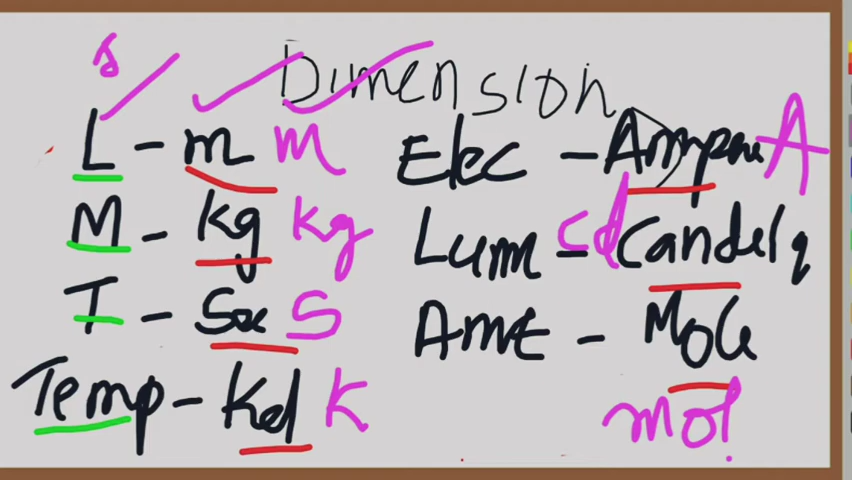 Dimension
L - m m
M - kg kg
T - Sec S
Temp - Kel K
Elec - Ampere A
Lum - Candela cd
Amt - Mole
mol